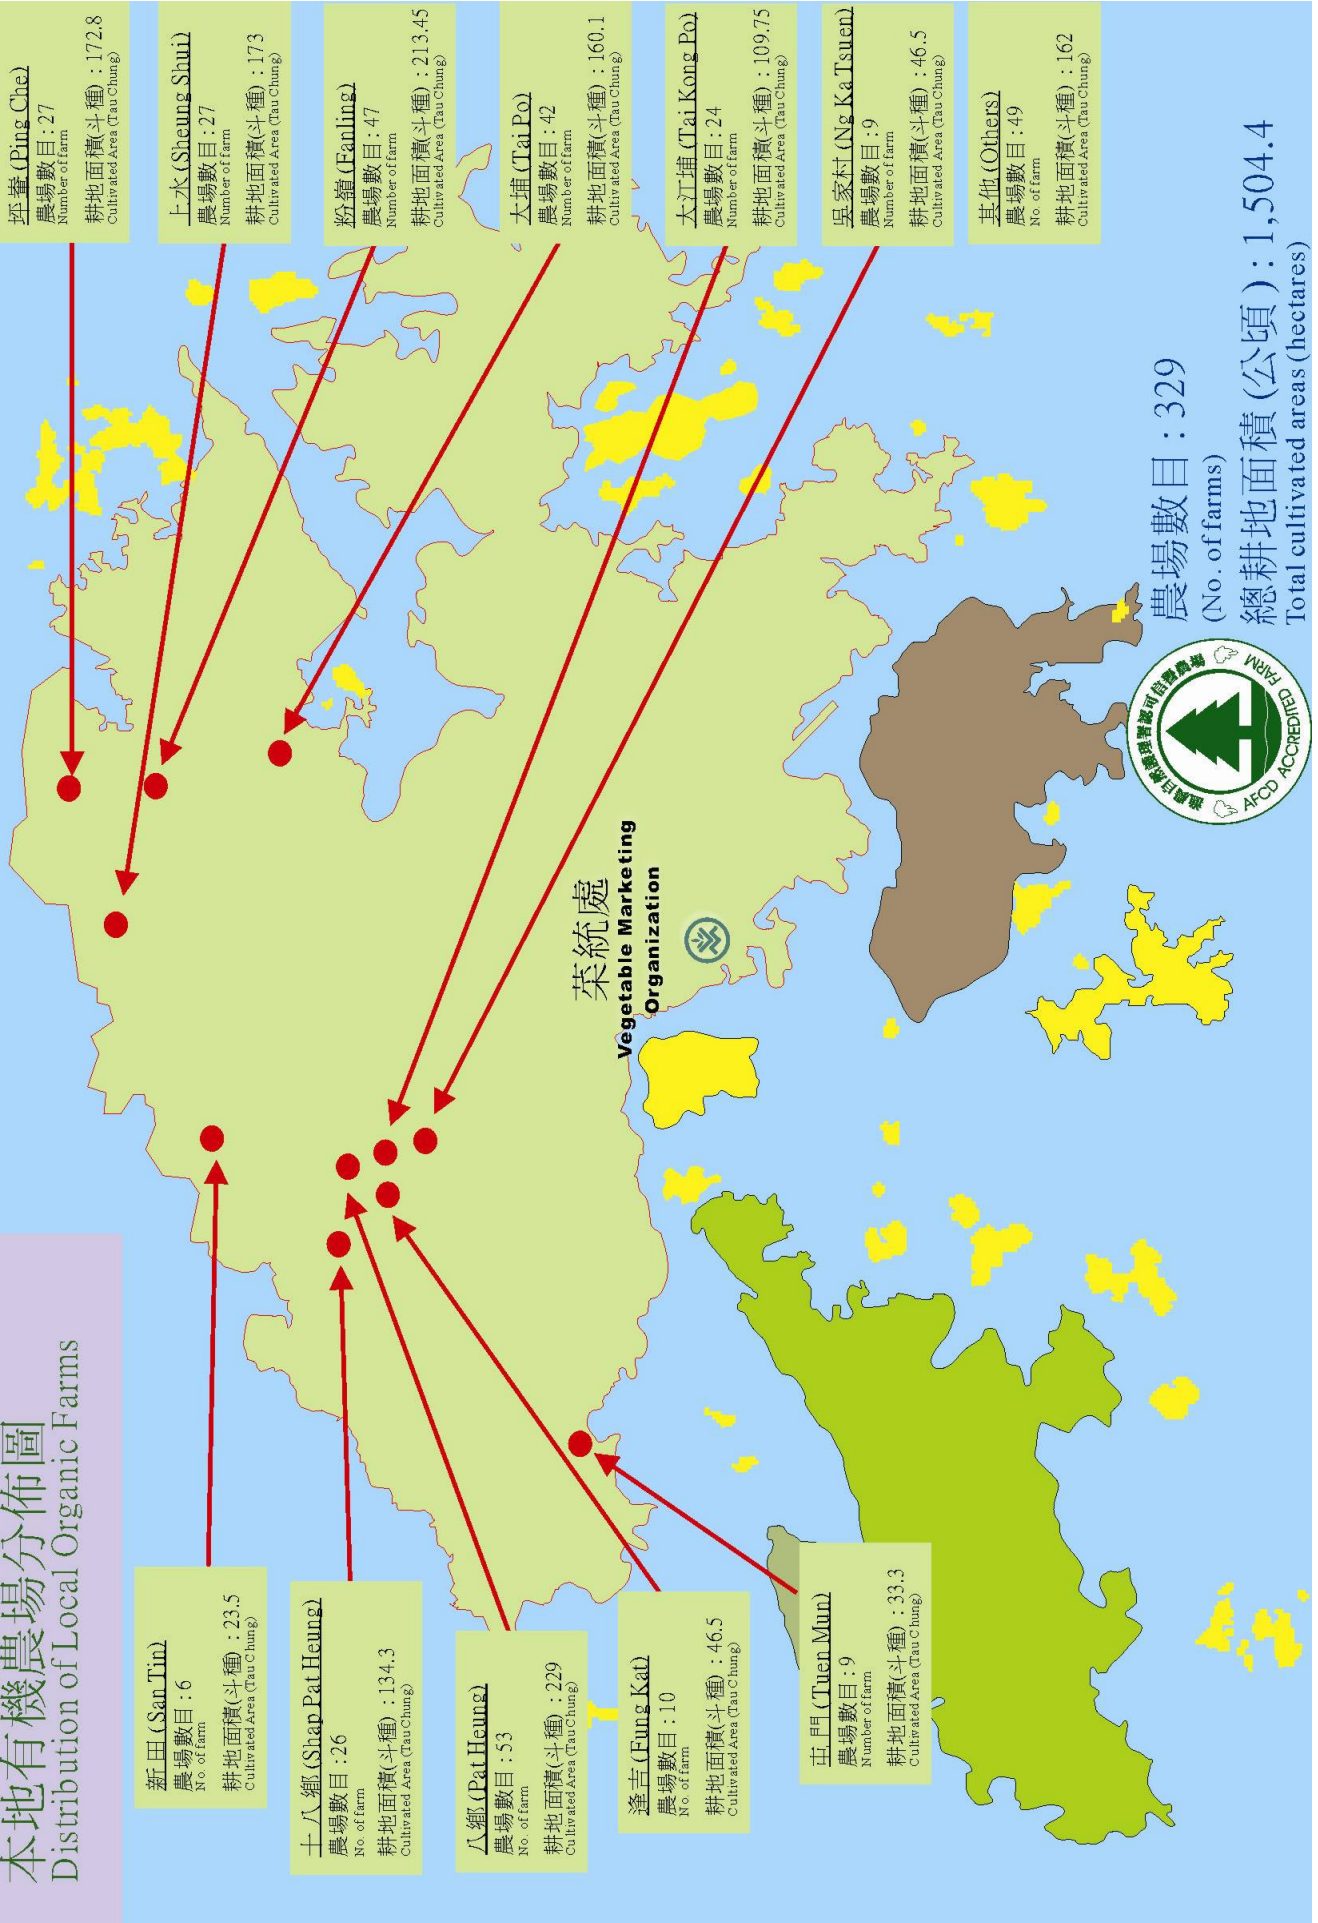 本地有機農場分佈圖
Distribution of Local Organic Farms
新田 (San Tin)
農場數目 : 6
No. of farm
耕地面積(斗種) : 23.5
Cultivated Area (Tau Chung)
十八鄉 (Shap Pat Heung)
農場數目 : 26
No. of farm
耕地面積(斗種) : 134.3
Cultivated Area (Tau Chung)
八鄉 (Pat Heung)
農場數目 : 53
No. of farm
耕地面積(斗種) : 229
Cultivated Area (Tau Chung)
逢吉 (Fung Kat)
農場數目 : 10
No. of farm
耕地面積(斗種) : 46.5
Cultivated Area (Tau Chung)
屯門 (Tuen Mun)
農場數目 : 9
Number of farm
耕地面積(斗種) : 33.3
Cultivated Area (Tau Chung)
菜統處
Vegetable Marketing
Organization
坪輋 (Ping Che)
農場數目 : 27
Number of farm
耕地面積(斗種) : 172.8
Cultivated Area (Tau Chung)
上水 (Sheung Shui)
農場數目 : 27
Number of farm
耕地面積(斗種) : 173
Cultivated Area (Tau Chung)
粉嶺 (Fanling)
農場數目 : 47
Number of farm
耕地面積(斗種) : 213.45
Cultivated Area (Tau Chung)
大埔 (Tai Po)
農場數目 : 42
Number of farm
耕地面積(斗種) : 160.1
Cultivated Area (Tau Chung)
大江埔 (Tai Kong Po)
農場數目 : 24
Number of farm
耕地面積(斗種) : 109.75
Cultivated Area (Tau Chung)
吳家村 (Ng Ka Tsuen)
農場數目 : 9
Number of farm
耕地面積(斗種) : 46.5
Cultivated Area (Tau Chung)
其他 (Others)
農場數目 : 49
No. of farm
耕地面積(斗種) : 162
Cultivated Area (Tau Chung)
漁農自然護理署認可信譽農場
AFCD ACCREDITED FARM
農場數目 : 329
(No. of farms)
總耕地面積 (公頃 ) : 1,504.4
Total cultivated areas (hectares)